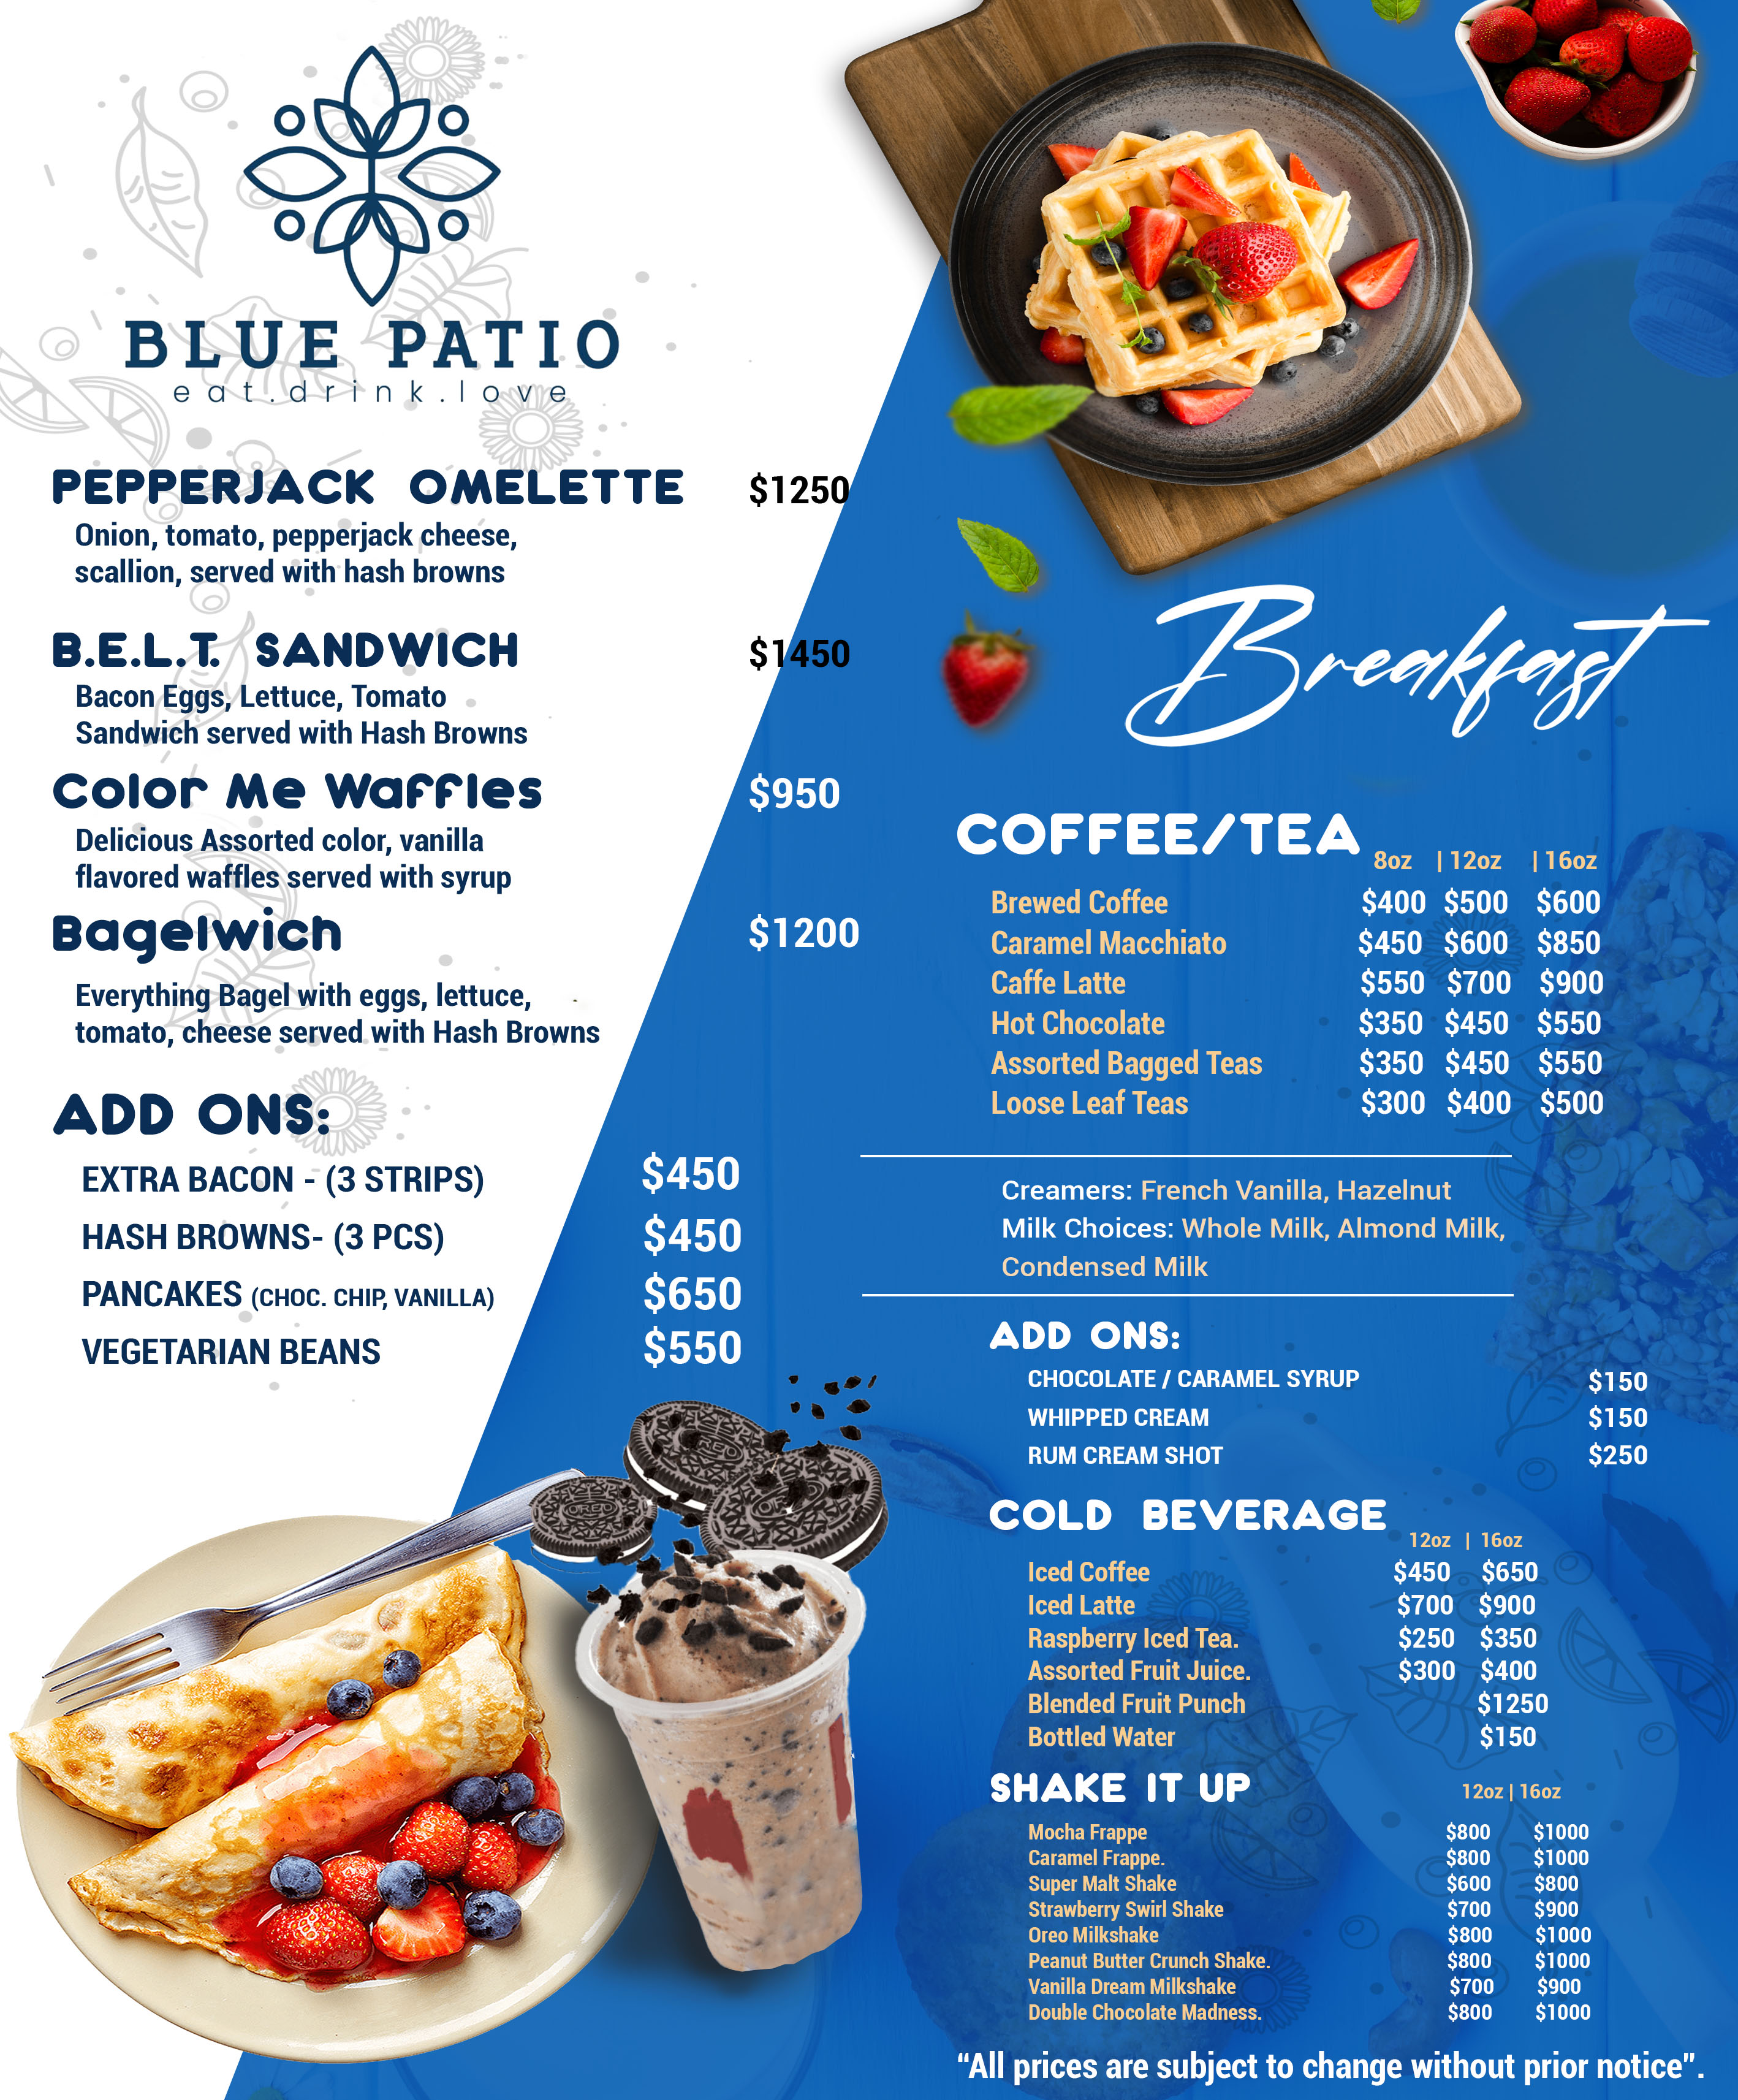 BLUE PATIO
eat.drink.love
PEPPERJACK OMELETTE $1250
Onion, tomato, pepperjack cheese,
scallion, served with hash browns
B.E.L.T. SANDWICH $1450
Bacon Eggs, Lettuce, Tomato
Sandwich served with Hash Browns
Color Me Waffles $950
Delicious Assorted color, vanilla
flavored waffles served with syrup
Bagelwich $1200
Everything Bagel with eggs, lettuce,
tomato, cheese served with Hash Browns
ADD ONS:
EXTRA BACON - (3 STRIPS) $450
HASH BROWNS- (3 PCS) $450
PANCAKES (CHOC. CHIP, VANILLA) $650
VEGETARIAN BEANS $550
OREO
Breakfast
COFFEE/TEA 8oz | 12oz | 16oz
Brewed Coffee $400 $500 $600
Caramel Macchiato $450 $600 $850
Caffe Latte $550 $700 $900
Hot Chocolate $350 $450 $550
Assorted Bagged Teas $350 $450 $550
Loose Leaf Teas $300 $400 $500
Creamers: French Vanilla, Hazelnut
Milk Choices: Whole Milk, Almond Milk,
Condensed Milk
ADD ONS:
CHOCOLATE / CARAMEL SYRUP $150
WHIPPED CREAM $150
RUM CREAM SHOT $250
COLD BEVERAGE 12oz | 16oz
Iced Coffee $450 $650
Iced Latte $700 $900
Raspberry Iced Tea. $250 $350
Assorted Fruit Juice. $300 $400
Blended Fruit Punch $1250
Bottled Water $150
SHAKE IT UP 12oz | 16oz
Mocha Frappe $800 $1000
Caramel Frappe. $800 $1000
Super Malt Shake $600 $800
Strawberry Swirl Shake $700 $900
Oreo Milkshake $800 $1000
Peanut Butter Crunch Shake. $800 $1000
Vanilla Dream Milkshake $700 $900
Double Chocolate Madness. $800 $1000
“All prices are subject to change without prior notice”.